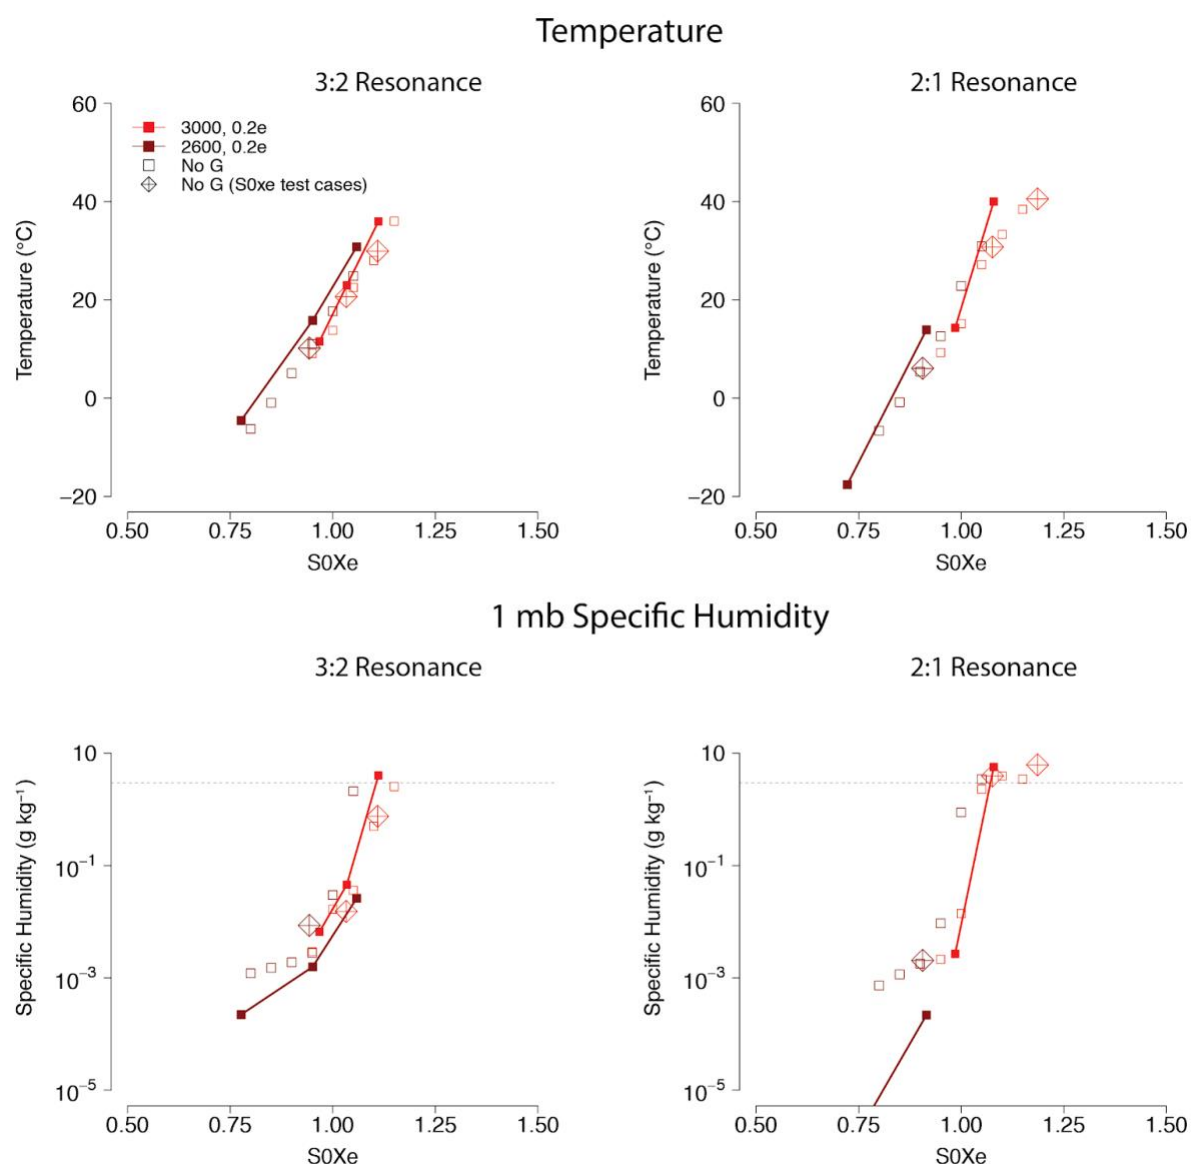 Temperature
3:2 Resonance
2:1 Resonance
60
40
20
0
−20
Temperature (°C)
3000, 0.2e
2600, 0.2e
No G
No G (S0xe test cases)
0.50 0.75 1.00 1.25 1.50
S0Xe
60
40
20
0
−20
Temperature (°C)
0.50 0.75 1.00 1.25 1.50
S0Xe
1 mb Specific Humidity
3:2 Resonance
2:1 Resonance
10
10⁻¹
10⁻³
10⁻⁵
Specific Humidity (g kg⁻¹)
0.50 0.75 1.00 1.25 1.50
S0Xe
10
10⁻¹
10⁻³
10⁻⁵
Specific Humidity (g kg⁻¹)
0.50 0.75 1.00 1.25 1.50
S0Xe